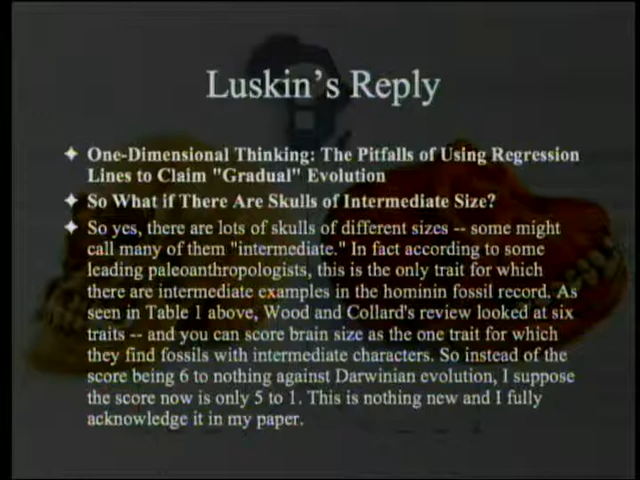 Luskin's Reply
One-Dimensional Thinking: The Pitfalls of Using Regression
Lines to Claim "Gradual" Evolution
So What if There Are Skulls of Intermediate Size?
So yes, there are lots of skulls of different sizes -- some might
call many of them "intermediate." In fact according to some
leading paleoanthropologists, this is the only trait for which
there are intermediate examples in the hominin fossil record. As
seen in Table 1 above, Wood and Collard's review looked at six
traits -- and you can score brain size as the one trait for which
they find fossils with intermediate characters. So instead of the
score being 6 to nothing against Darwinian evolution, I suppose
the score now is only 5 to 1. This is nothing new and I fully
acknowledge it in my paper.